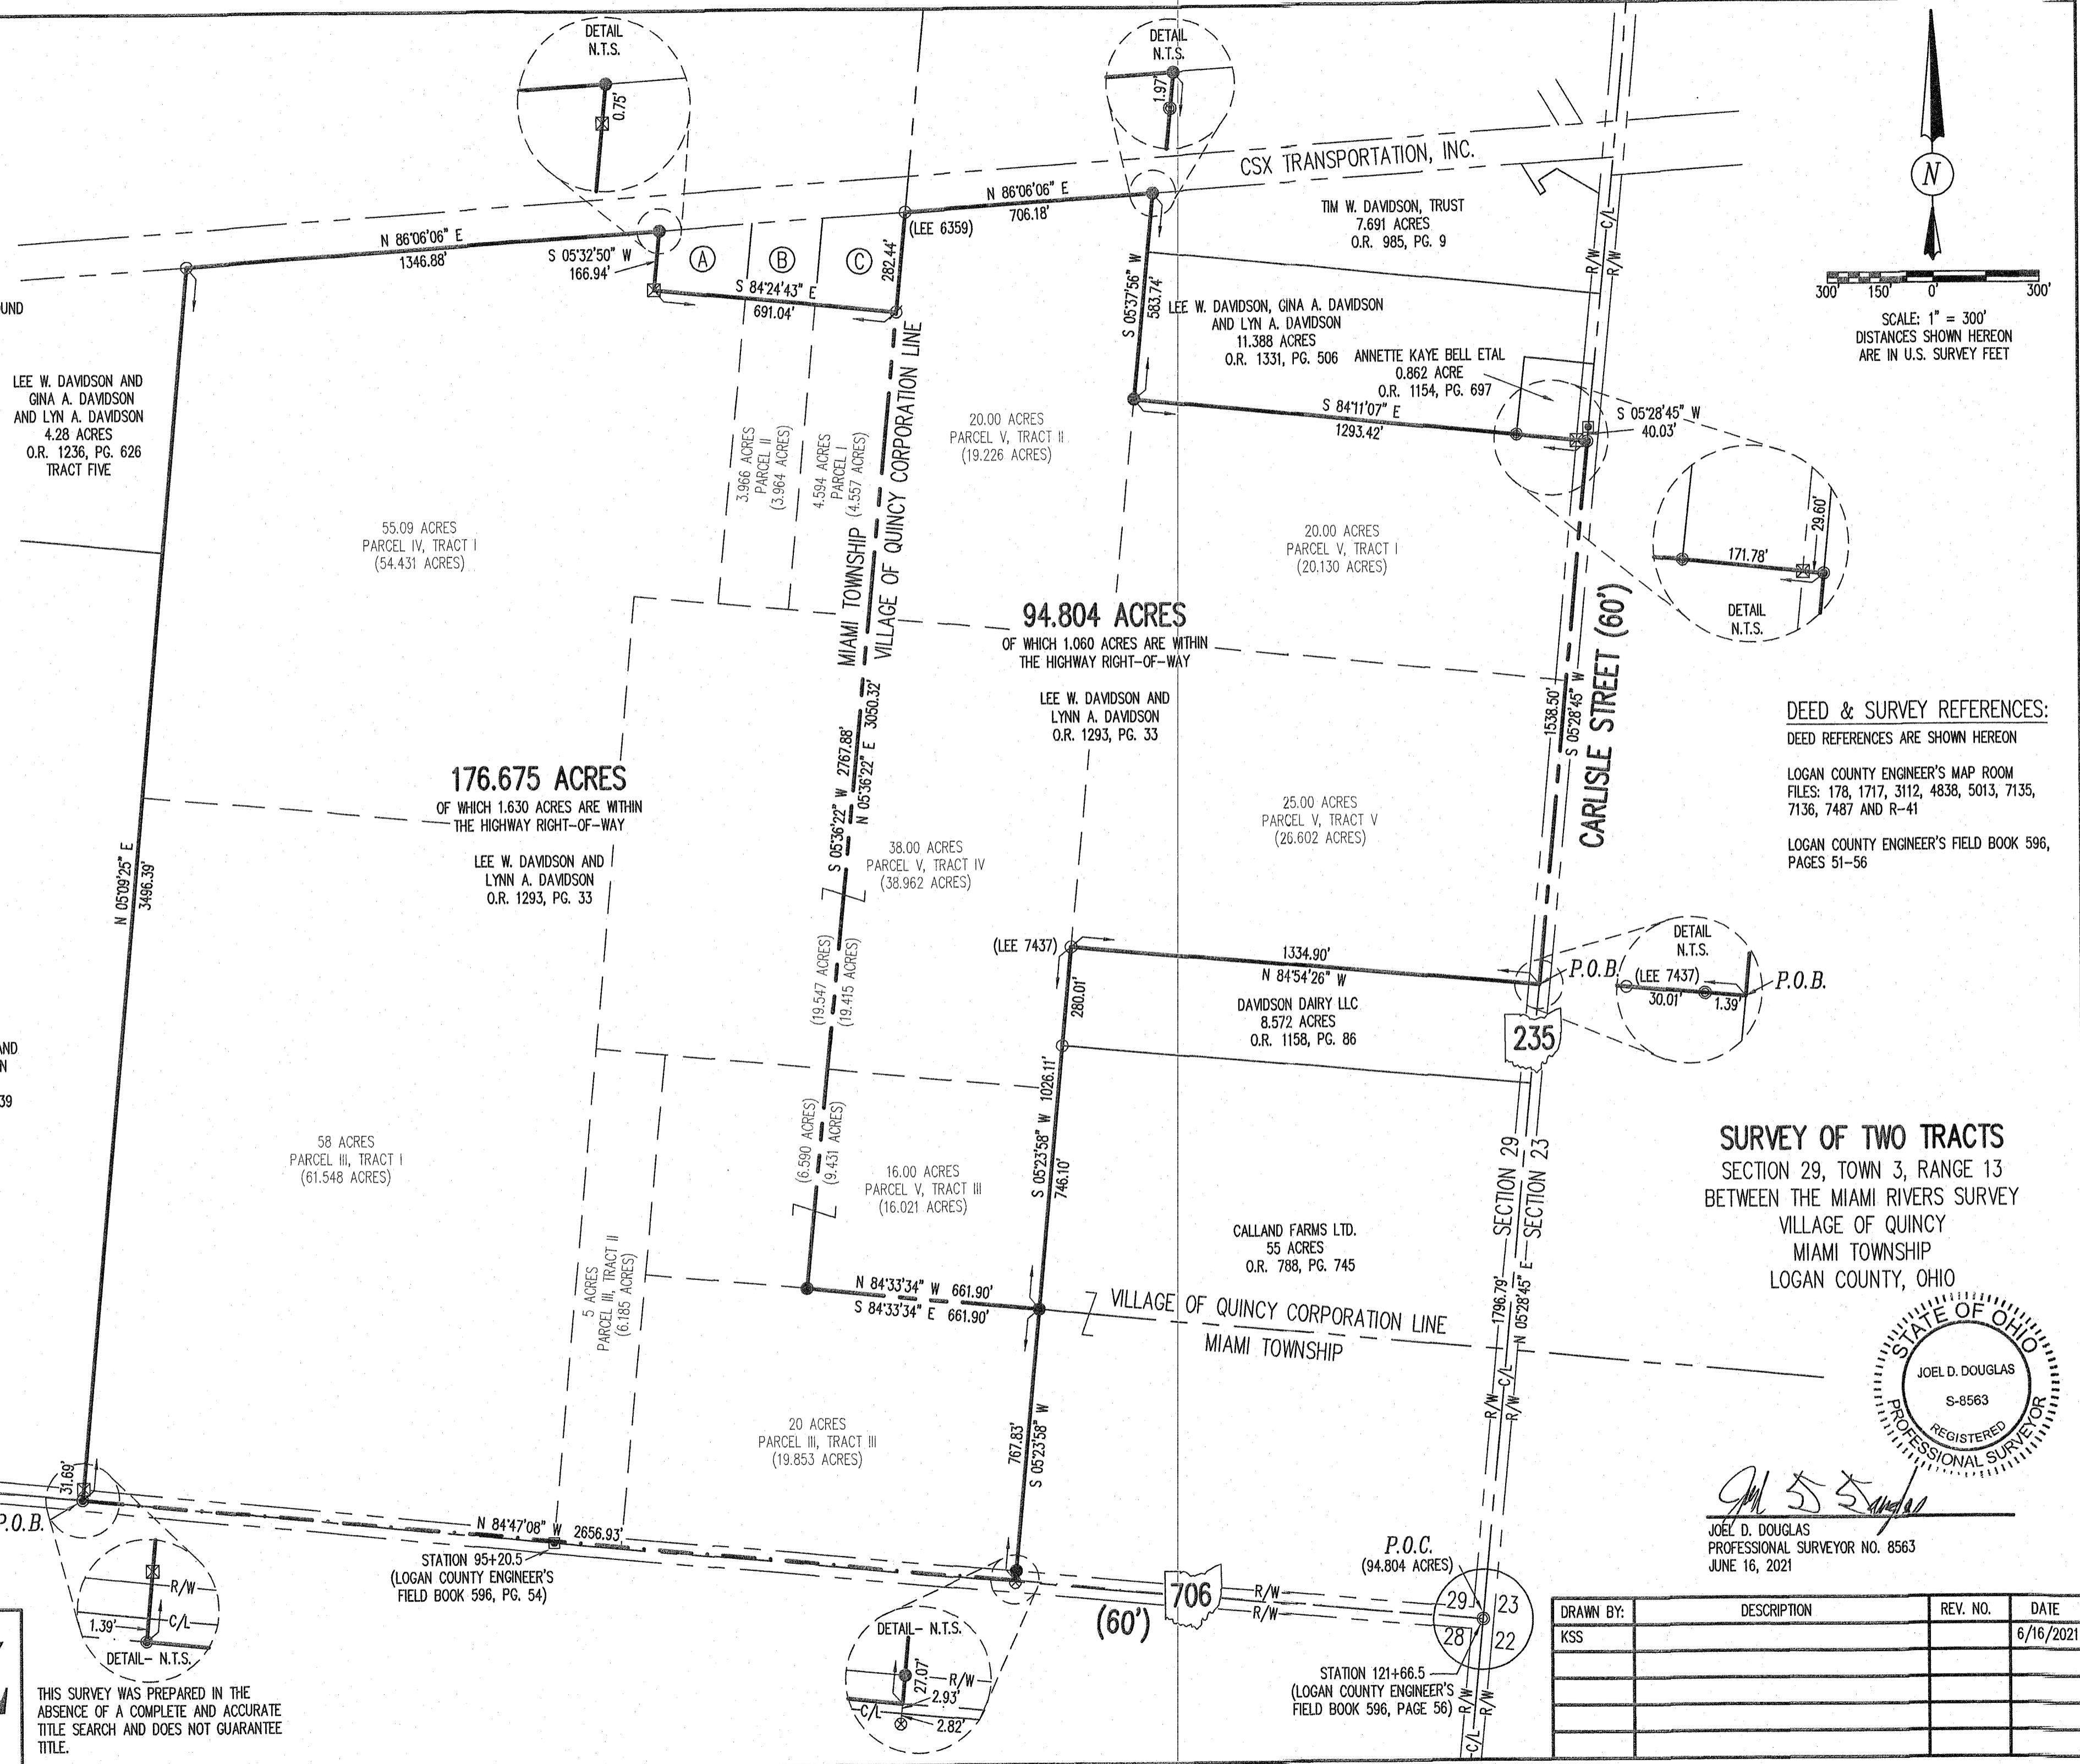 DETAIL
N.T.S.
0.75'
DETAIL
N.T.S.
1.97'
CSX TRANSPORTATION, INC.
N 86°06'06" E
1346.88'
S 05°32'50" W
166.94'
A
B
C
S 84°24'43" E
691.04'
282.44'
(LEE 6359)
N 86°06'06" E
706.18'
S 05°37'56" W
583.74'
TIM W. DAVIDSON, TRUST
7.691 ACRES
O.R. 985, PG. 9
R/W
C/L
R/W
N
300' 150' 0' 300'
SCALE: 1" = 300'
DISTANCES SHOWN HEREON
ARE IN U.S. SURVEY FEET
LEE W. DAVIDSON, GINA A. DAVIDSON
AND LYN A. DAVIDSON
11.388 ACRES
O.R. 1331, PG. 506
ANNETTE KAYE BELL ETAL
0.862 ACRE
O.R. 1154, PG. 697
S 84°11'07" E
1293.42'
S 05°28'45" W
40.03'
29.60'
171.78'
DETAIL
N.T.S.
OUND
LEE W. DAVIDSON AND
GINA A. DAVIDSON
AND LYN A. DAVIDSON
4.28 ACRES
O.R. 1236, PG. 626
TRACT FIVE
55.09 ACRES
PARCEL IV, TRACT I
(54.431 ACRES)
3.966 ACRES
PARCEL II
(3.964 ACRES)
4.594 ACRES
PARCEL I
(4.557 ACRES)
MIAMI TOWNSHIP
VILLAGE OF QUINCY CORPORATION LINE
20.00 ACRES
PARCEL V, TRACT II
(19.226 ACRES)
20.00 ACRES
PARCEL V, TRACT I
(20.130 ACRES)
94.804 ACRES
OF WHICH 1.060 ACRES ARE WITHIN
THE HIGHWAY RIGHT-OF-WAY
LEE W. DAVIDSON AND
LYNN A. DAVIDSON
O.R. 1293, PG. 33
1538.50'
S 05°28'45" W
CARLISLE STREET (60')
DEED & SURVEY REFERENCES:
DEED REFERENCES ARE SHOWN HEREON
LOGAN COUNTY ENGINEER'S MAP ROOM
FILES: 178, 1717, 3112, 4838, 5013, 7135,
7136, 7487 AND R-41
LOGAN COUNTY ENGINEER'S FIELD BOOK 596,
PAGES 51-56
176.675 ACRES
OF WHICH 1.630 ACRES ARE WITHIN
THE HIGHWAY RIGHT-OF-WAY
LEE W. DAVIDSON AND
LYNN A. DAVIDSON
O.R. 1293, PG. 33
S 05°36'22" W 2767.88'
N 05°36'22" E 3050.32'
N 05°09'25" E
3496.39'
38.00 ACRES
PARCEL V, TRACT IV
(38.962 ACRES)
25.00 ACRES
PARCEL V, TRACT V
(26.602 ACRES)
(19.547 ACRES)
(19.415 ACRES)
(LEE 7437)
1334.90'
N 84°54'26" W
280.01'
DAVIDSON DAIRY LLC
8.572 ACRES
O.R. 1158, PG. 86
P.O.B.
DETAIL
N.T.S.
(LEE 7437)
30.01'
1.39'
P.O.B.
235
AND
N
39
S 05°23'58" W 1026.11'
746.10'
(6.590 ACRES)
(9.431 ACRES)
58 ACRES
PARCEL III, TRACT I
(61.548 ACRES)
16.00 ACRES
PARCEL V, TRACT III
(16.021 ACRES)
5 ACRES
PARCEL III, TRACT II
(6.185 ACRES)
CALLAND FARMS LTD.
55 ACRES
O.R. 788, PG. 745
SECTION 29
SECTION 23
1796.79'
N 05°28'45" E
SURVEY OF TWO TRACTS
SECTION 29, TOWN 3, RANGE 13
BETWEEN THE MIAMI RIVERS SURVEY
VILLAGE OF QUINCY
MIAMI TOWNSHIP
LOGAN COUNTY, OHIO
N 84°33'34" W 661.90'
S 84°33'34" E 661.90'
VILLAGE OF QUINCY CORPORATION LINE
MIAMI TOWNSHIP
R/W
C/L
R/W
STATE OF OHIO
JOEL D. DOUGLAS
S-8563
REGISTERED
PROFESSIONAL SURVEYOR
20 ACRES
PARCEL III, TRACT III
(19.853 ACRES)
767.83'
S 05°23'58" W
31.69'
P.O.B.
N 84°47'08" W 2656.93'
STATION 95+20.5
(LOGAN COUNTY ENGINEER'S
FIELD BOOK 596, PG. 54)
R/W
C/L
1.39'
DETAIL- N.T.S.
DETAIL- N.T.S.
27.07'
R/W
2.93'
C/L
2.82'
706
(60')
R/W
R/W
P.O.C.
(94.804 ACRES)
29 23
28 22
STATION 121+66.5
(LOGAN COUNTY ENGINEER'S
FIELD BOOK 596, PAGE 56)
R/W
R/W
C/L
JOEL D. DOUGLAS
PROFESSIONAL SURVEYOR NO. 8563
JUNE 16, 2021
DRAWN BY: DESCRIPTION REV. NO. DATE
KSS 6/16/2021
THIS SURVEY WAS PREPARED IN THE
ABSENCE OF A COMPLETE AND ACCURATE
TITLE SEARCH AND DOES NOT GUARANTEE
TITLE.